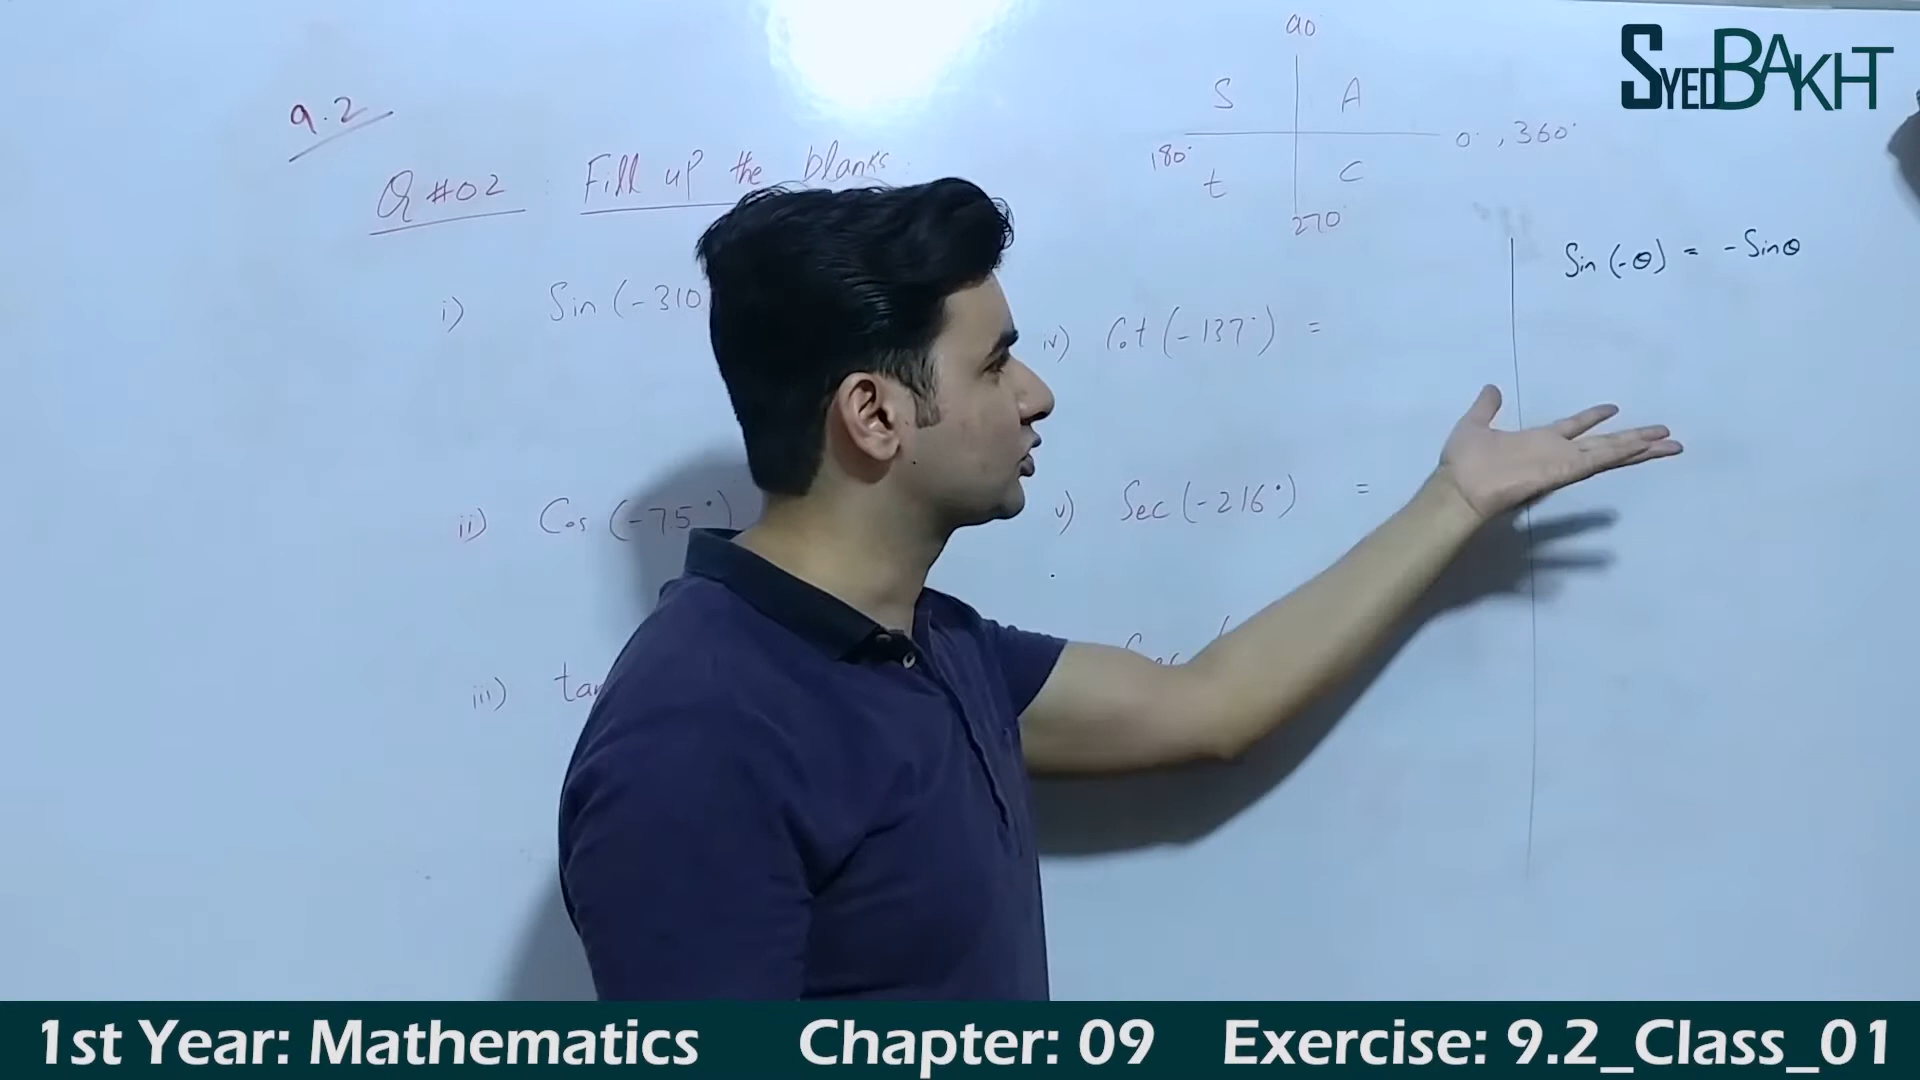 SYEDBAKHT
90
S A
180° 0°, 360°
t C
270°
9.2
Q #02 : Fill up the blanks
i) Sin (-310
ii) Cos (-75°)
iii) tan
iv) Cot (-137°) =
v) Sec (-216°) =
Sin (-θ) = -Sinθ
1st Year: Mathematics Chapter: 09 Exercise: 9.2_Class_01